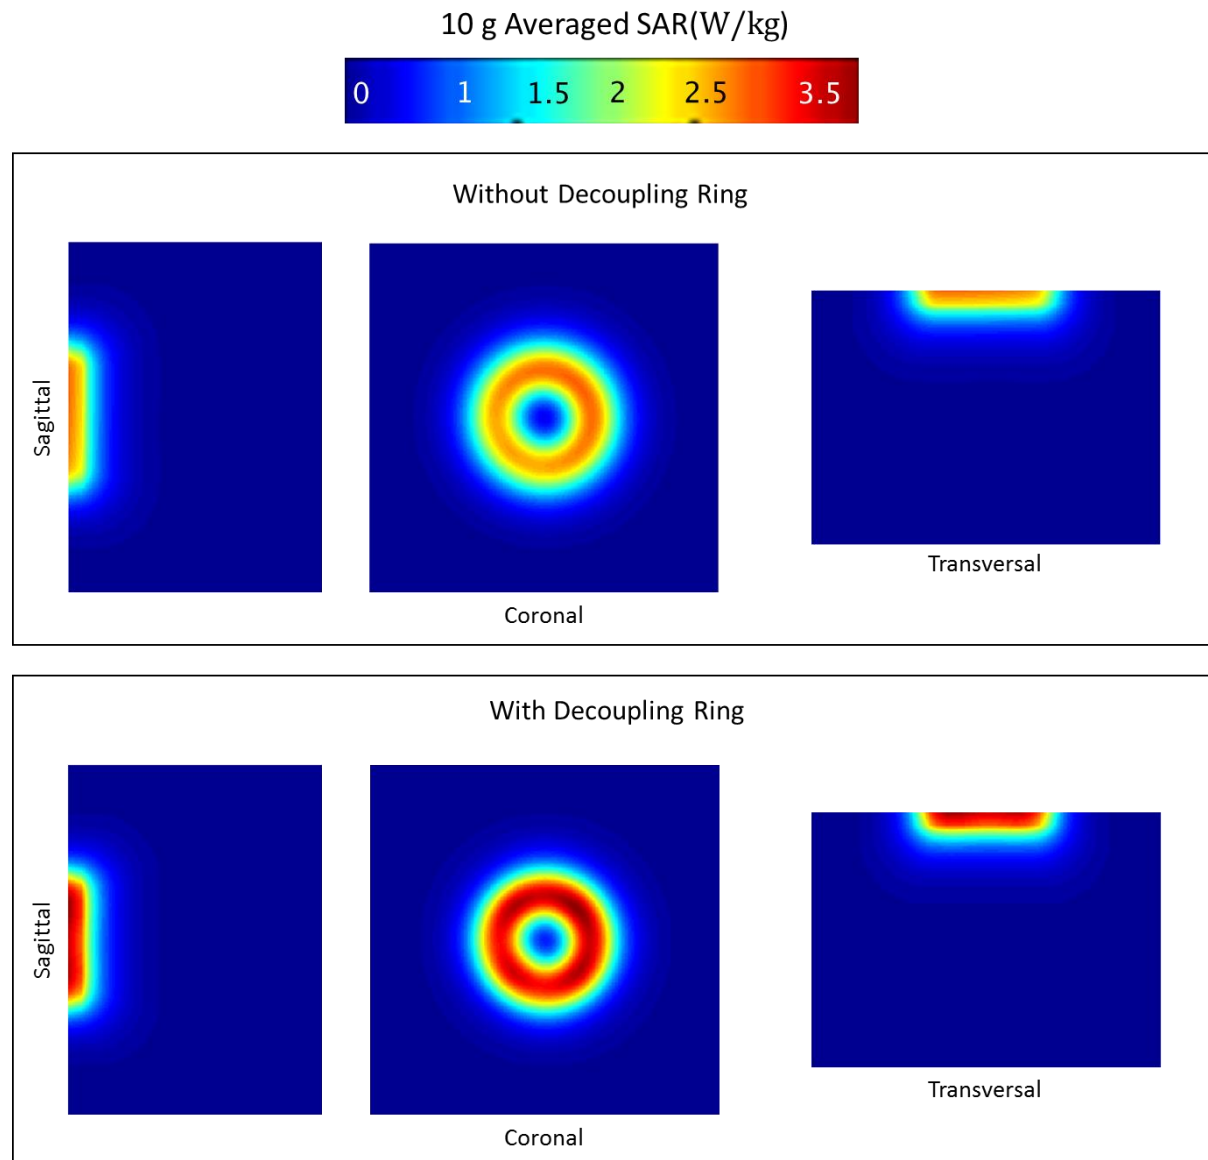 10 g Averaged SAR(W/kg)
0 1 1.5 2 2.5 3.5
Without Decoupling Ring
Sagittal
Transversal
Coronal
With Decoupling Ring
Sagittal
Transversal
Coronal